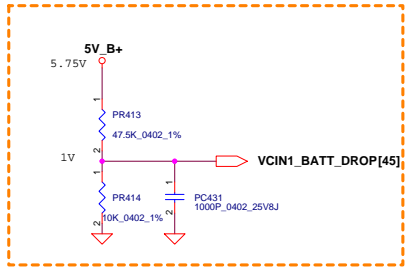 5V_B+
5.75V
1
PR413
47.5K_0402_1%
2
1V
VCIN1_BATT_DROP[45]
1
1
PR414
PC431
10K_0402_1%
1000P_0402_25V8J
2
2